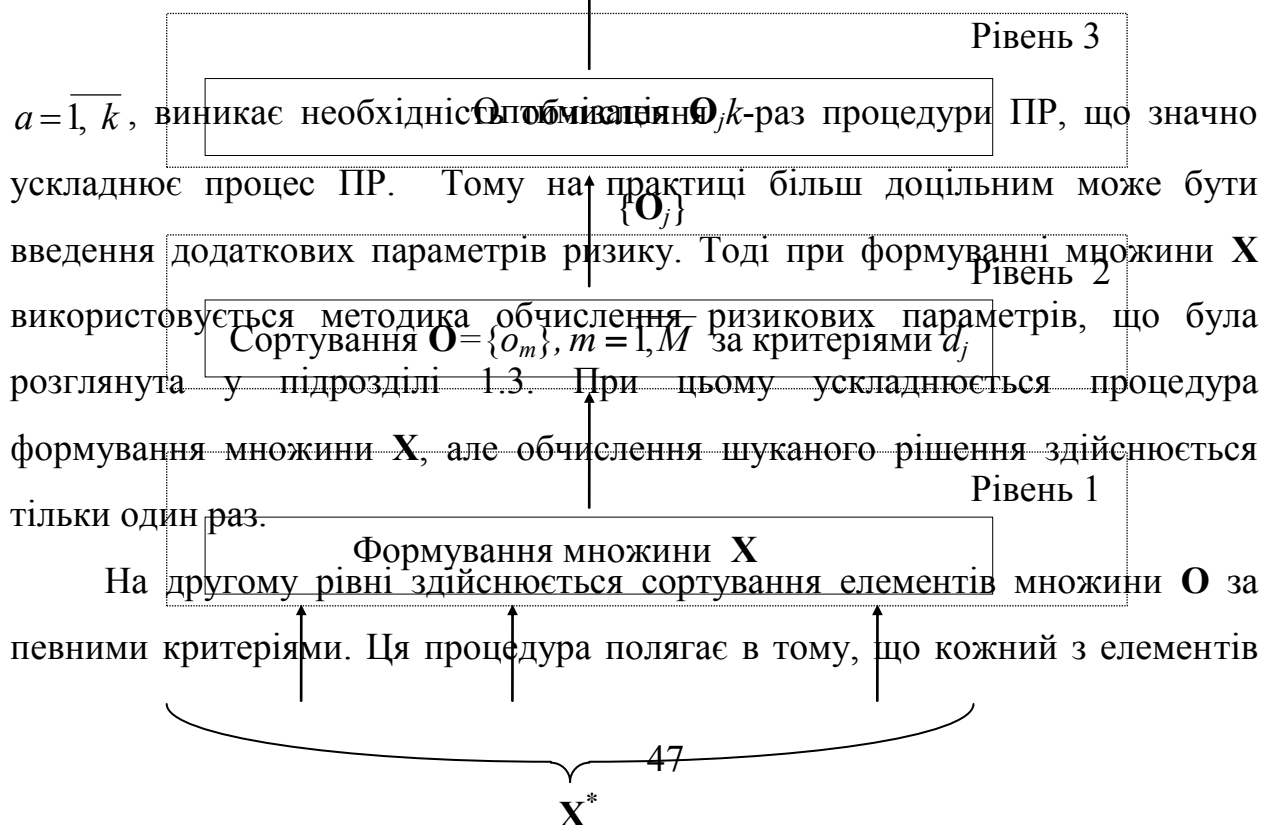 Рівень 3
Оптимізація O_j
a = \overline{1, k}, виникає необхідність обчислення k-раз процедури ПР, що значно
ускладнює процес ПР. Тому на практиці більш доцільним може бути
{O_j}
введення додаткових параметрів ризику. Тоді при формуванні множини X
Рівень 2
використовується методика обчислення ризикових параметрів, що була
Сортування O={o_m}, m = \overline{1, M} за критеріями d_j
розглянута у підрозділі 1.3. При цьому ускладнюється процедура
формування множини X, але обчислення шуканого рішення здійснюється
Рівень 1
тільки один раз.
Формування множини X
На другому рівні здійснюється сортування елементів множини O за
певними критеріями. Ця процедура полягає в тому, що кожний з елементів
47
X^*